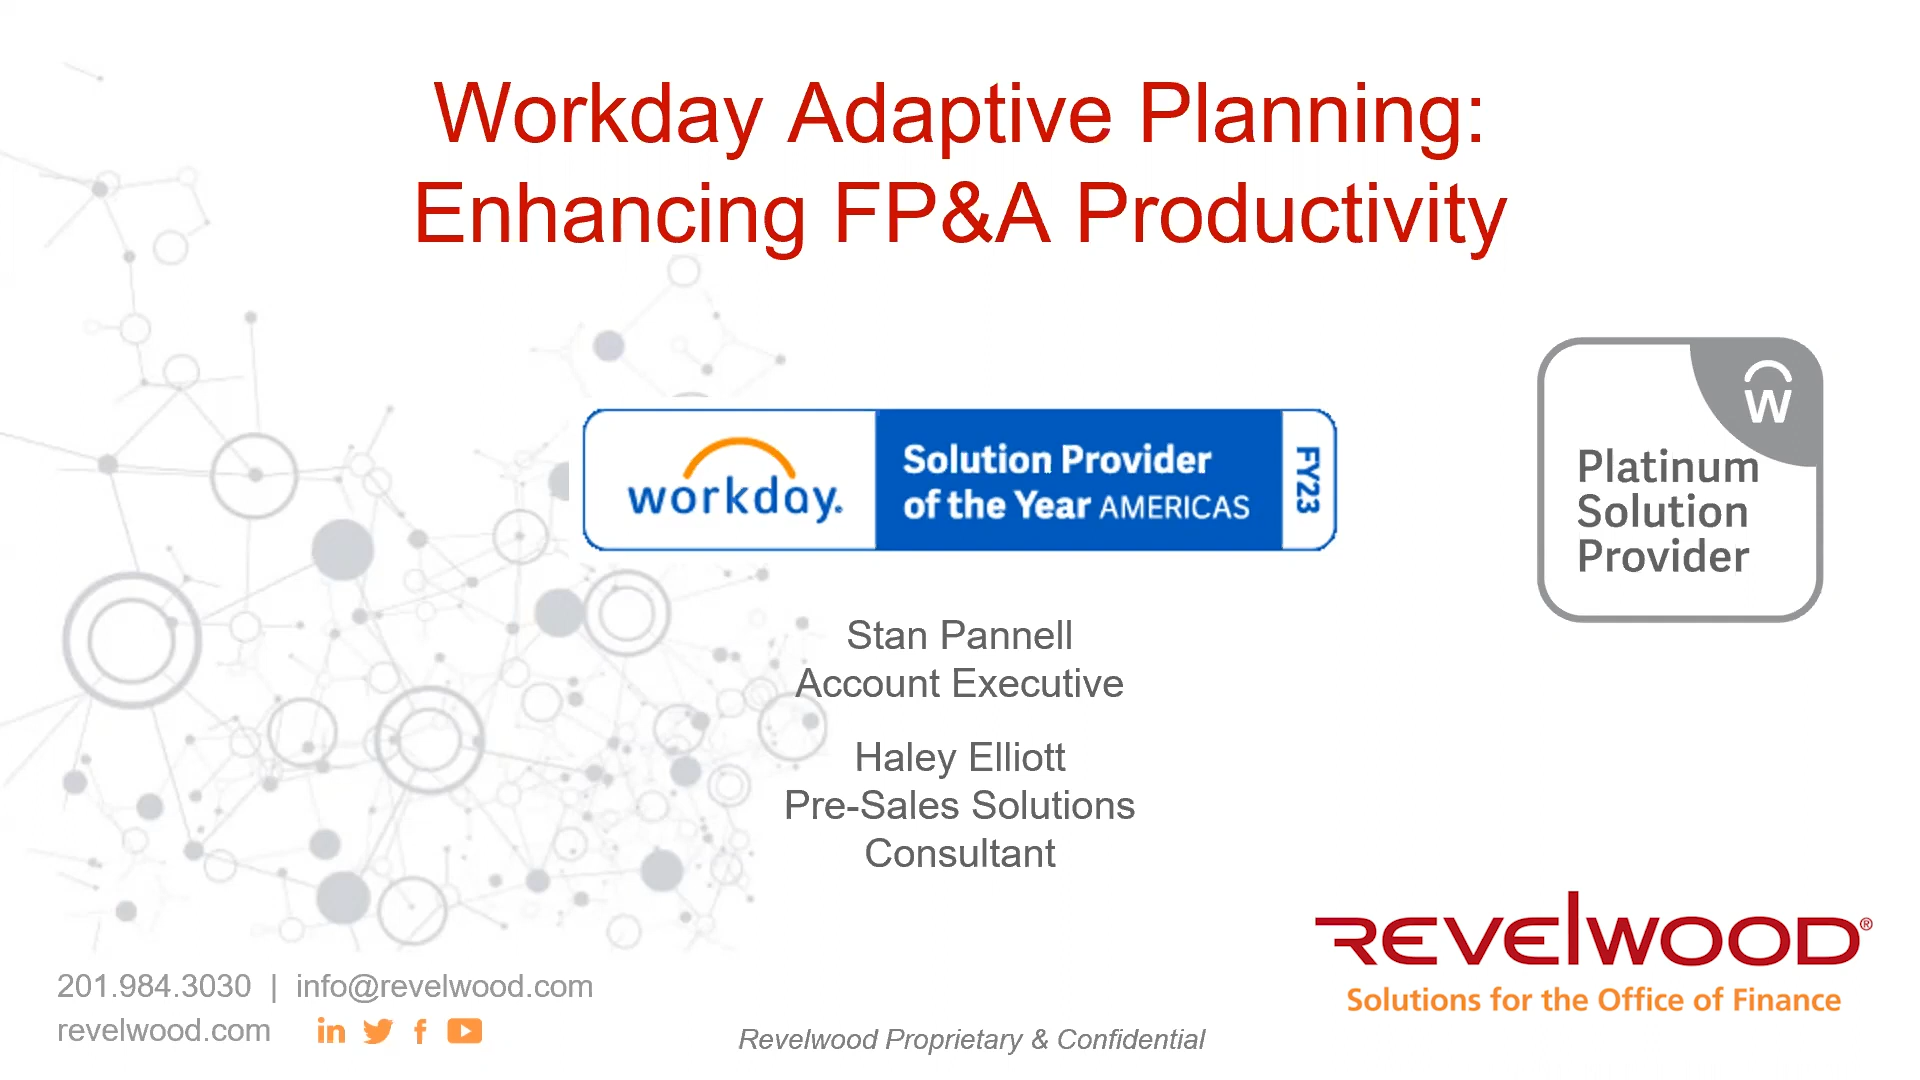 Workday Adaptive Planning:
Enhancing FP&A Productivity
workday.
Solution Provider
of the Year AMERICAS
FY23
W
Platinum
Solution
Provider
Stan Pannell
Account Executive
Haley Elliott
Pre-Sales Solutions
Consultant
REVELWOOD®
Solutions for the Office of Finance
201.984.3030 | info@revelwood.com
revelwood.com in f
Revelwood Proprietary & Confidential